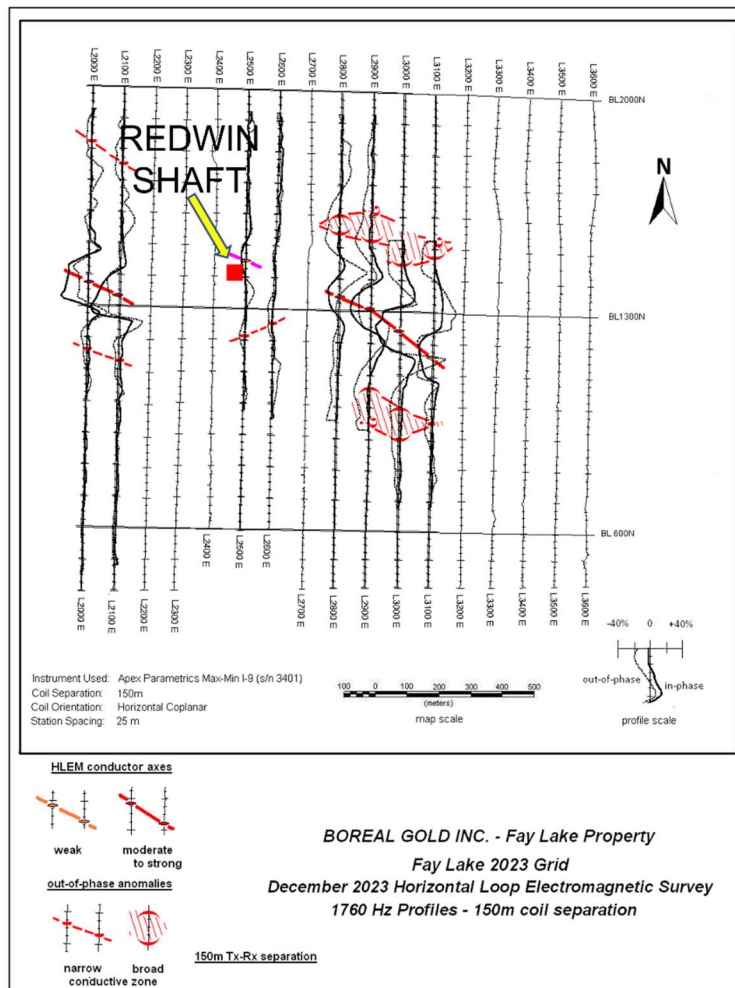 L2000 E
L2100 E
L2200 E
L2300 E
L2400 E
L2500 E
L2600 E
L2700 E
L2800 E
L2900 E
L3000 E
L3100 E
L3200 E
L3300 E
L3400 E
L3500 E
L3600 E
BL2000N
REDWIN
SHAFT
N
BL1300N
BL 600N
L2400 E
L2500 E
L2600 E
L2000 E
L2100 E
L2200 E
L2300 E
L2700 E
L2800 E
L2900 E
L3000 E
L3100 E
L3200 E
L3300 E
L3400 E
L3500 E
L3600 E
-40% 0 +40%
out-of-phase in-phase
profile scale
Instrument Used: Apex Parametrics Max-Min I-9 (s/n 3401)
Coil Separation: 150m
Coil Orientation: Horizontal Coplanar
Station Spacing: 25 m
100 0 100 200 300 400 500
(meters)
map scale
HLEM conductor axes
weak
moderate
to strong
out-of-phase anomalies
narrow broad
conductive zone
150m Tx-Rx separation
BOREAL GOLD INC. - Fay Lake Property
Fay Lake 2023 Grid
December 2023 Horizontal Loop Electromagnetic Survey
1760 Hz Profiles - 150m coil separation